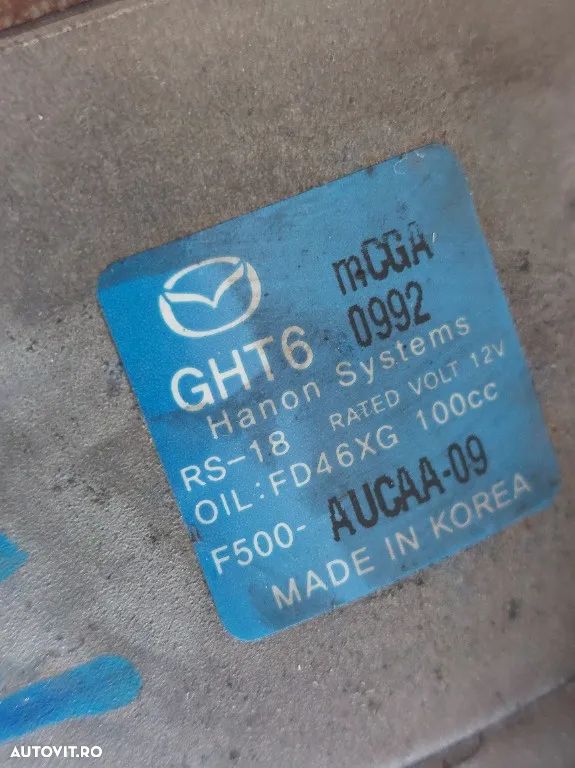 mCGA
GHT6 0992
Hanon Systems
RS-18 RATED VOLT 12V
OIL: FD46XG 100cc
F500-AUCAA-09
MADE IN KOREA
AUTOVIT.RO